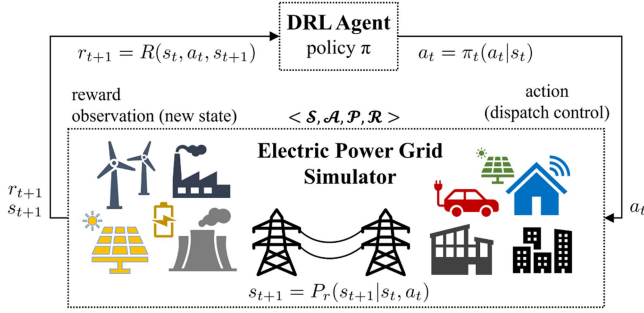 DRL Agent
policy π
r_{t+1} = R(s_t, a_t, s_{t+1})
a_t = π_t(a_t|s_t)
reward
observation (new state)
< 𝓢, 𝓐, 𝓟, 𝓡 >
action
(dispatch control)
Electric Power Grid
Simulator
r_{t+1}
s_{t+1}
a_t
s_{t+1} = P_r(s_{t+1}|s_t, a_t)